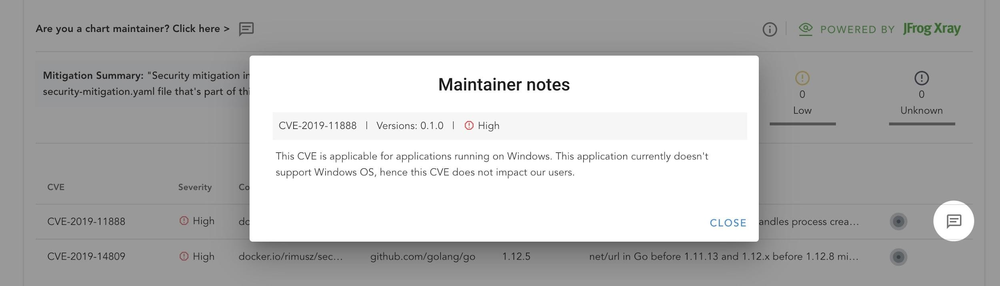 Are you a chart maintainer? Click here >
POWERED BY JFrog Xray
Mitigation Summary: "Security mitigation in
security-mitigation.yaml file that's part of thi
0
Low
0
Unknown
Maintainer notes
CVE-2019-11888 | Versions: 0.1.0 | High
This CVE is applicable for applications running on Windows. This application currently doesn't
support Windows OS, hence this CVE does not impact our users.
CLOSE
CVE Severity Co
CVE-2019-11888 High do andles process crea...
CVE-2019-14809 High docker.io/rimusz/sec... github.com/golang/go 1.12.5 net/url in Go before 1.11.13 and 1.12.x before 1.12.8 mi...